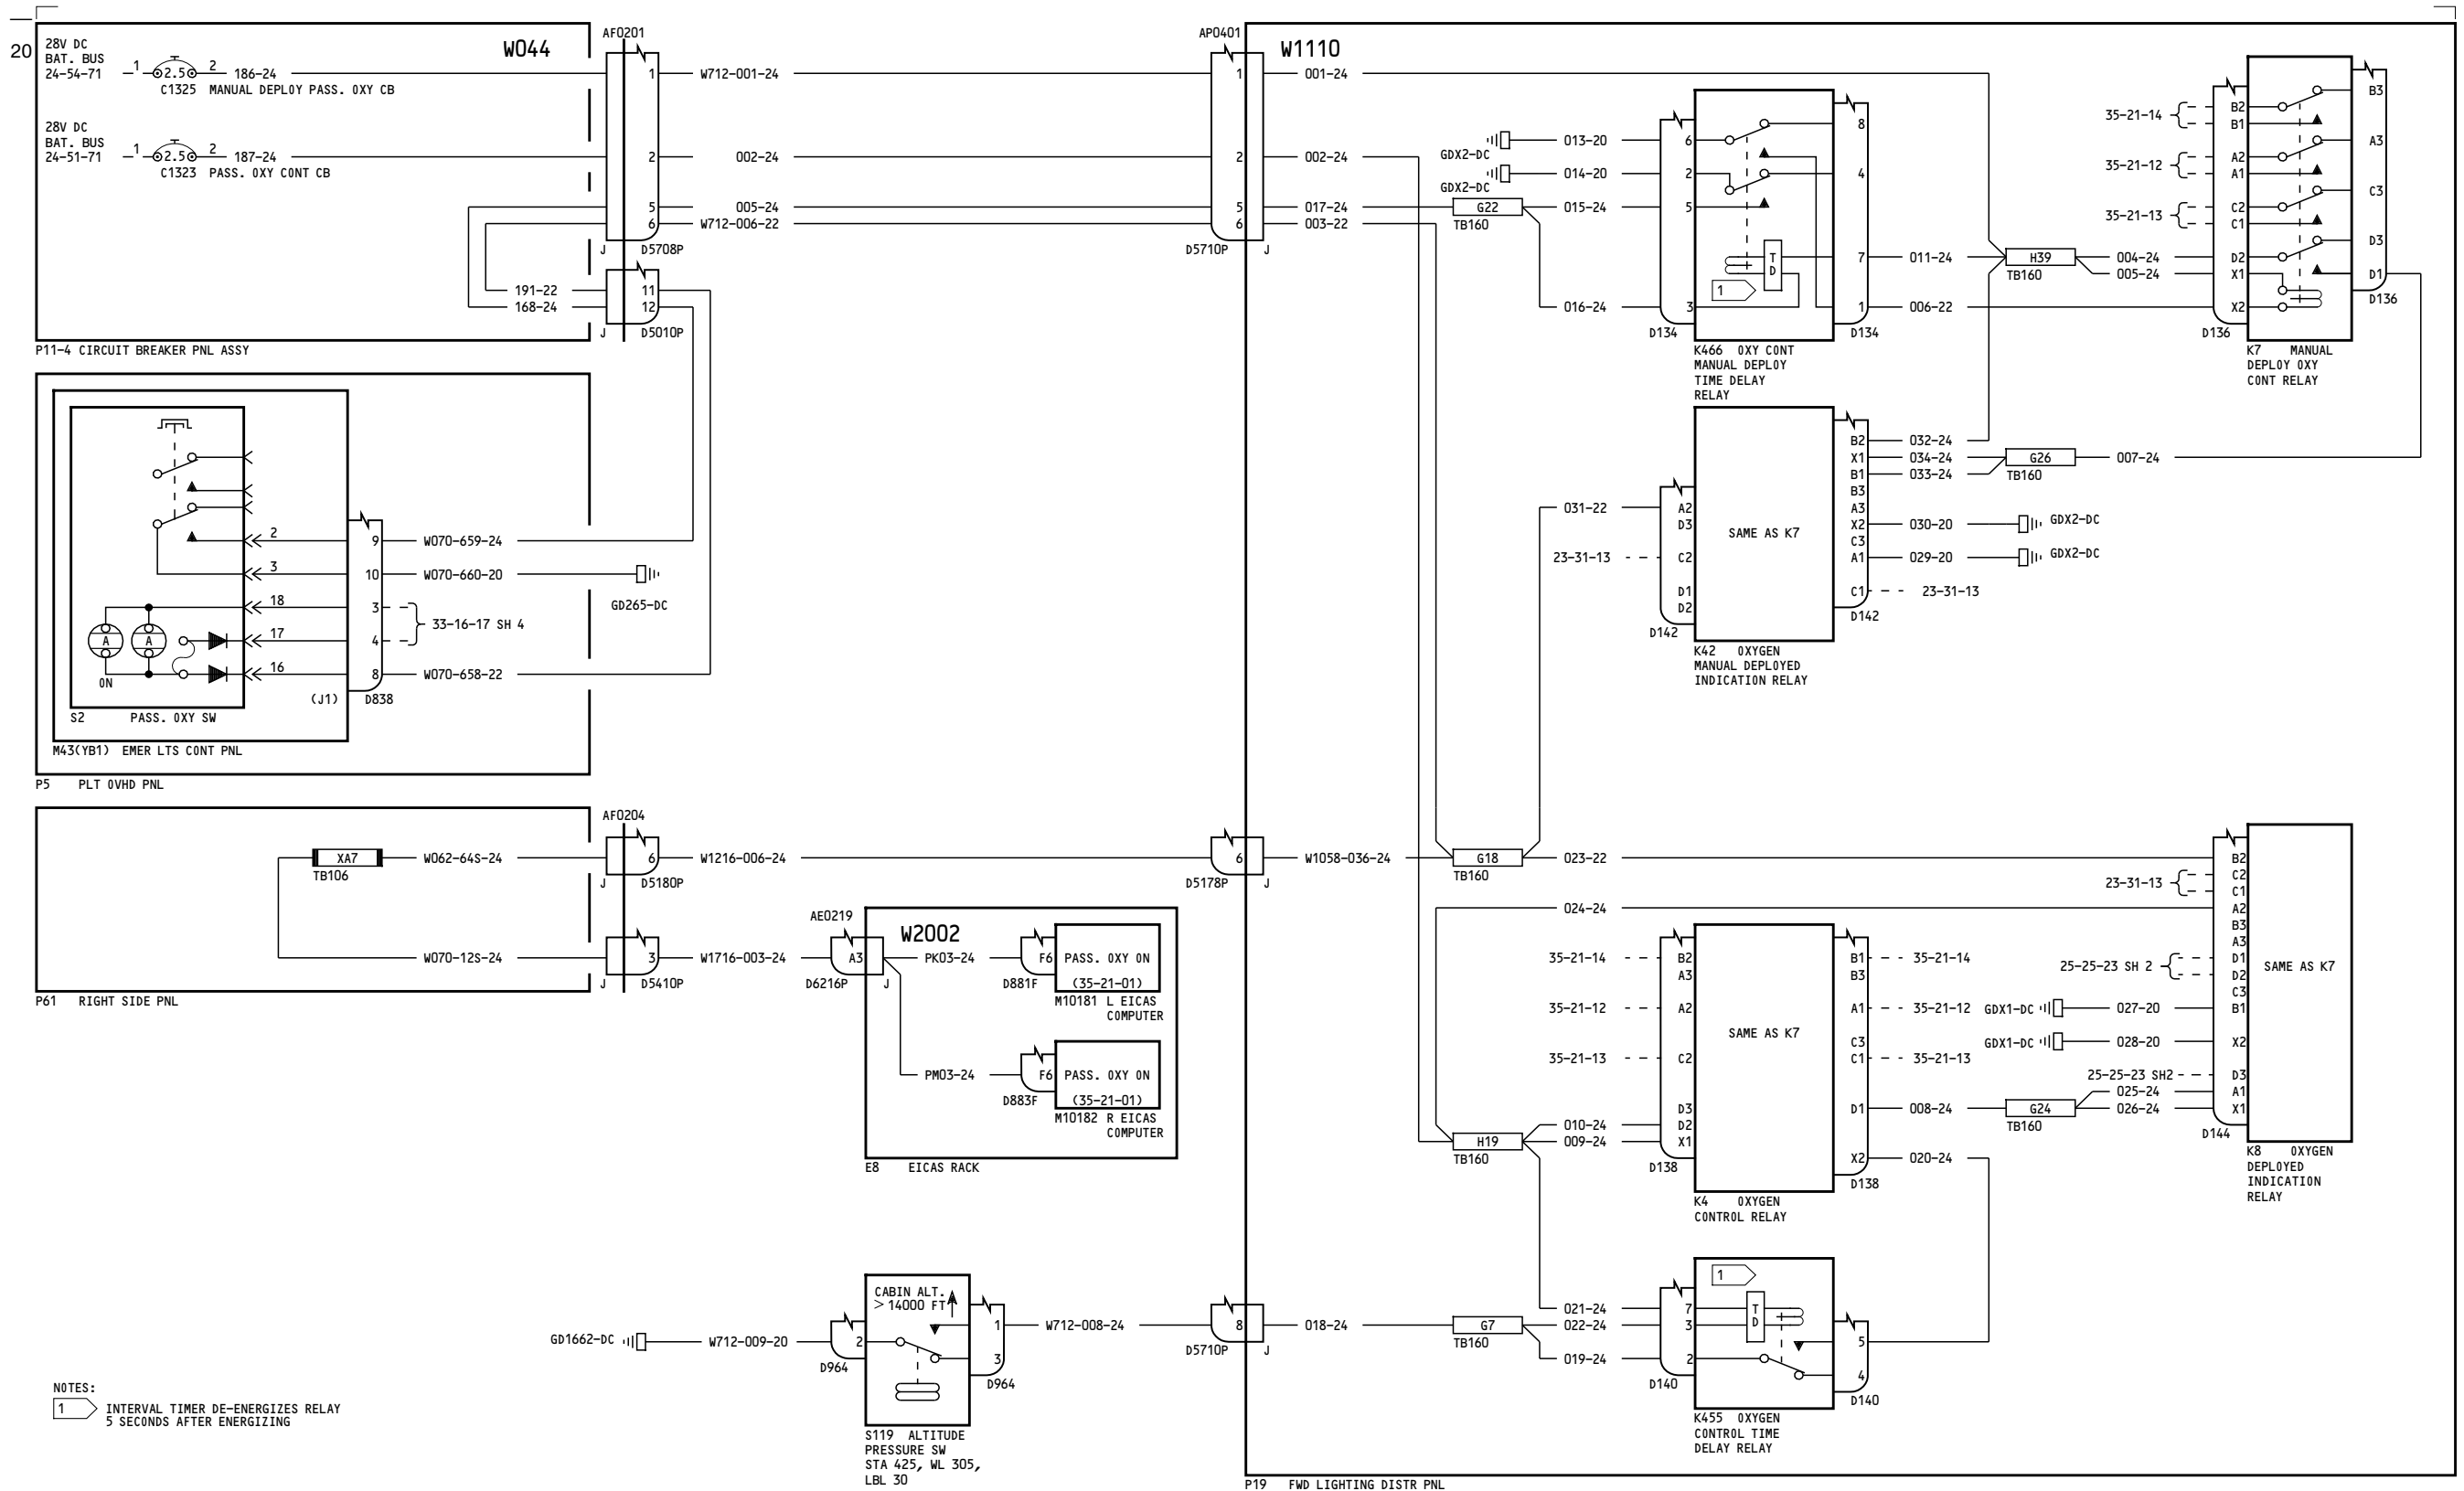 20
28V DC
BAT. BUS
24-54-71
1
2.5
2
186-24
C1325 MANUAL DEPLOY PASS. OXY CB
W044
28V DC
BAT. BUS
24-51-71
1
2.5
2
187-24
C1323 PASS. OXY CONT CB
191-22
168-24
P11-4 CIRCUIT BREAKER PNL ASSY
AF0201
1
2
5
6
J
D5708P
11
12
J
D5010P
W712-001-24
002-24
005-24
W712-006-22
AP0401
1
2
5
6
D5710P
J
W1110
001-24
002-24
017-24
003-22
GDX2-DC
013-20
GDX2-DC
014-20
G22
TB160
015-24
016-24
6
2
5
3
D134
T
D
1
8
4
7
1
D134
K466 OXY CONT
MANUAL DEPLOY
TIME DELAY
RELAY
011-24
006-22
H39
TB160
004-24
005-24
35-21-14
35-21-12
35-21-13
B2
B1
A2
A1
C2
C1
D2
X1
X2
D136
B3
A3
C3
D3
D1
D136
K7 MANUAL
DEPLOY OXY
CONT RELAY
2
3
18
17
16
A
A
ON
S2 PASS. OXY SW
M43(YB1) EMER LTS CONT PNL
P5 PLT OVHD PNL
(J1)
9
10
3
4
8
D838
W070-659-24
W070-660-20
GD265-DC
33-16-17 SH 4
W070-658-22
031-22
23-31-13
A2
D3
C2
D1
D2
D142
SAME AS K7
B2
X1
B1
B3
A3
X2
C3
A1
C1
D142
K42 OXYGEN
MANUAL DEPLOYED
INDICATION RELAY
032-24
034-24
033-24
G26
TB160
007-24
030-20
GDX2-DC
029-20
GDX2-DC
23-31-13
XA7
TB106
W062-64S-24
W070-12S-24
P61 RIGHT SIDE PNL
AF0204
6
J
D5180P
3
J
D5410P
W1216-006-24
W1716-003-24
6
D5178P
J
W1058-036-24
G18
TB160
023-22
024-24
AE0219
A3
D6216P
J
W2002
PK03-24
F6
D881F
PASS. OXY ON
(35-21-01)
M10181 L EICAS
COMPUTER
PM03-24
F6
D883F
PASS. OXY ON
(35-21-01)
M10182 R EICAS
COMPUTER
E8 EICAS RACK
35-21-14
35-21-12
35-21-13
H19
TB160
010-24
009-24
B2
A3
A2
C2
D3
D2
X1
D138
SAME AS K7
B1
B3
A1
C3
C1
D1
X2
D138
K4 OXYGEN
CONTROL RELAY
35-21-14
35-21-12
35-21-13
008-24
020-24
G24
TB160
23-31-13
25-25-23 SH 2
GDX1-DC
027-20
GDX1-DC
028-20
25-25-23 SH2
025-24
026-24
B2
C2
C1
A2
B3
A3
D1
D2
C3
B1
X2
D3
A1
X1
D144
SAME AS K7
K8 OXYGEN
DEPLOYED
INDICATION
RELAY
GD1662-DC
W712-009-20
2
D964
CABIN ALT.
> 14000 FT
1
3
D964
S119 ALTITUDE
PRESSURE SW
STA 425, WL 305,
LBL 30
W712-008-24
8
D5710P
J
018-24
G7
TB160
021-24
022-24
019-24
7
3
2
D140
1
T
D
5
4
D140
K455 OXYGEN
CONTROL TIME
DELAY RELAY
P19 FWD LIGHTING DISTR PNL
NOTES:
1 INTERVAL TIMER DE-ENERGIZES RELAY
5 SECONDS AFTER ENERGIZING